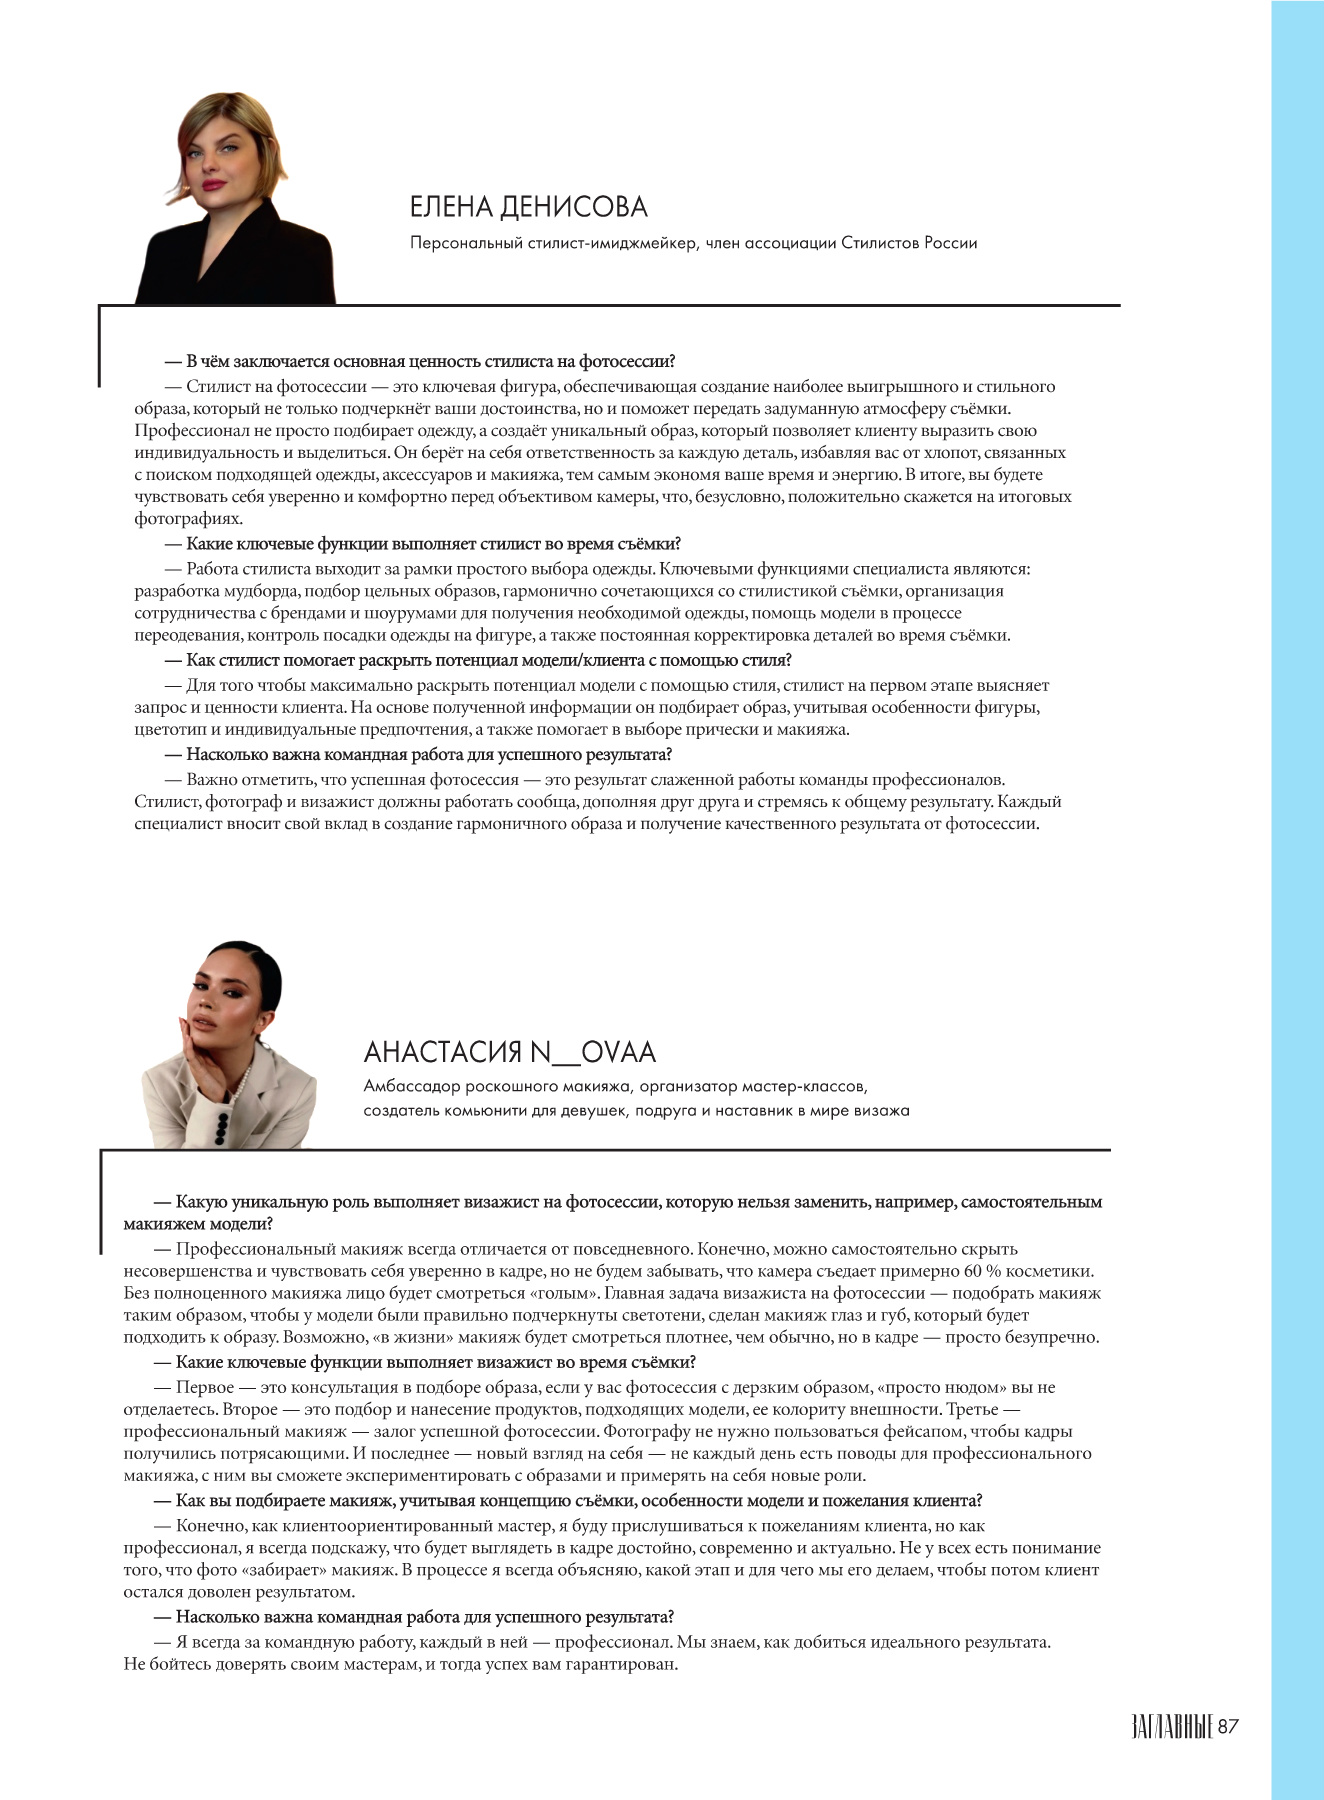 ЕЛЕНА ДЕНИСОВА
Персональный стилист-имиджмейкер, член ассоциации Стилистов России
— В чём заключается основная ценность стилиста на фотосессии?
— Стилист на фотосессии — это ключевая фигура, обеспечивающая создание наиболее выигрышного и стильного
образа, который не только подчеркнёт ваши достоинства, но и поможет передать задуманную атмосферу съёмки.
Профессионал не просто подбирает одежду, а создаёт уникальный образ, который позволяет клиенту выразить свою
индивидуальность и выделиться. Он берёт на себя ответственность за каждую деталь, избавляя вас от хлопот, связанных
с поиском подходящей одежды, аксессуаров и макияжа, тем самым экономя ваше время и энергию. В итоге, вы будете
чувствовать себя уверенно и комфортно перед объективом камеры, что, безусловно, положительно скажется на итоговых
фотографиях.
— Какие ключевые функции выполняет стилист во время съёмки?
— Работа стилиста выходит за рамки простого выбора одежды. Ключевыми функциями специалиста являются:
разработка мудборда, подбор цельных образов, гармонично сочетающихся со стилистикой съёмки, организация
сотрудничества с брендами и шоурумами для получения необходимой одежды, помощь модели в процессе
переодевания, контроль посадки одежды на фигуре, а также постоянная корректировка деталей во время съёмки.
— Как стилист помогает раскрыть потенциал модели/клиента с помощью стиля?
— Для того чтобы максимально раскрыть потенциал модели с помощью стиля, стилист на первом этапе выясняет
запрос и ценности клиента. На основе полученной информации он подбирает образ, учитывая особенности фигуры,
цветотип и индивидуальные предпочтения, а также помогает в выборе прически и макияжа.
— Насколько важна командная работа для успешного результата?
— Важно отметить, что успешная фотосессия — это результат слаженной работы команды профессионалов.
Стилист, фотограф и визажист должны работать сообща, дополняя друг друга и стремясь к общему результату. Каждый
специалист вносит свой вклад в создание гармоничного образа и получение качественного результата от фотосессии.
АНАСТАСИЯ N__OVAA
Амбассадор роскошного макияжа, организатор мастер-классов,
создатель комьюнити для девушек, подруга и наставник в мире визажа
— Какую уникальную роль выполняет визажист на фотосессии, которую нельзя заменить, например, самостоятельным
макияжем модели?
— Профессиональный макияж всегда отличается от повседневного. Конечно, можно самостоятельно скрыть
несовершенства и чувствовать себя уверенно в кадре, но не будем забывать, что камера съедает примерно 60 % косметики.
Без полноценного макияжа лицо будет смотреться «голым». Главная задача визажиста на фотосессии — подобрать макияж
таким образом, чтобы у модели были правильно подчеркнуты светотени, сделан макияж глаз и губ, который будет
подходить к образу. Возможно, «в жизни» макияж будет смотреться плотнее, чем обычно, но в кадре — просто безупречно.
— Какие ключевые функции выполняет визажист во время съёмки?
— Первое — это консультация в подборе образа, если у вас фотосессия с дерзким образом, «просто нюдом» вы не
отделаетесь. Второе — это подбор и нанесение продуктов, подходящих модели, ее колориту внешности. Третье —
профессиональный макияж — залог успешной фотосессии. Фотографу не нужно пользоваться фейсапом, чтобы кадры
получились потрясающими. И последнее — новый взгляд на себя — не каждый день есть поводы для профессионального
макияжа, с ним вы сможете экспериментировать с образами и примерять на себя новые роли.
— Как вы подбираете макияж, учитывая концепцию съёмки, особенности модели и пожелания клиента?
— Конечно, как клиентоориентированный мастер, я буду прислушиваться к пожеланиям клиента, но как
профессионал, я всегда подскажу, что будет выглядеть в кадре достойно, современно и актуально. Не у всех есть понимание
того, что фото «забирает» макияж. В процессе я всегда объясняю, какой этап и для чего мы его делаем, чтобы потом клиент
остался доволен результатом.
— Насколько важна командная работа для успешного результата?
— Я всегда за командную работу, каждый в ней — профессионал. Мы знаем, как добиться идеального результата.
Не бойтесь доверять своим мастерам, и тогда успех вам гарантирован.
ЗАГЛАВНЫЕ 87